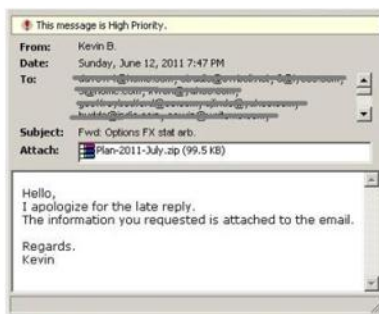 This message is High Priority.
From: Kevin B.
Date: Sunday, June 12, 2011 7:47 PM
To:
Subject: Fwd: Options FX stat arb.
Attach: Plan-2011-July.zip (99.5 KB)
Hello,
I apologize for the late reply.
The information you requested is attached to the email.
Regards.
Kevin